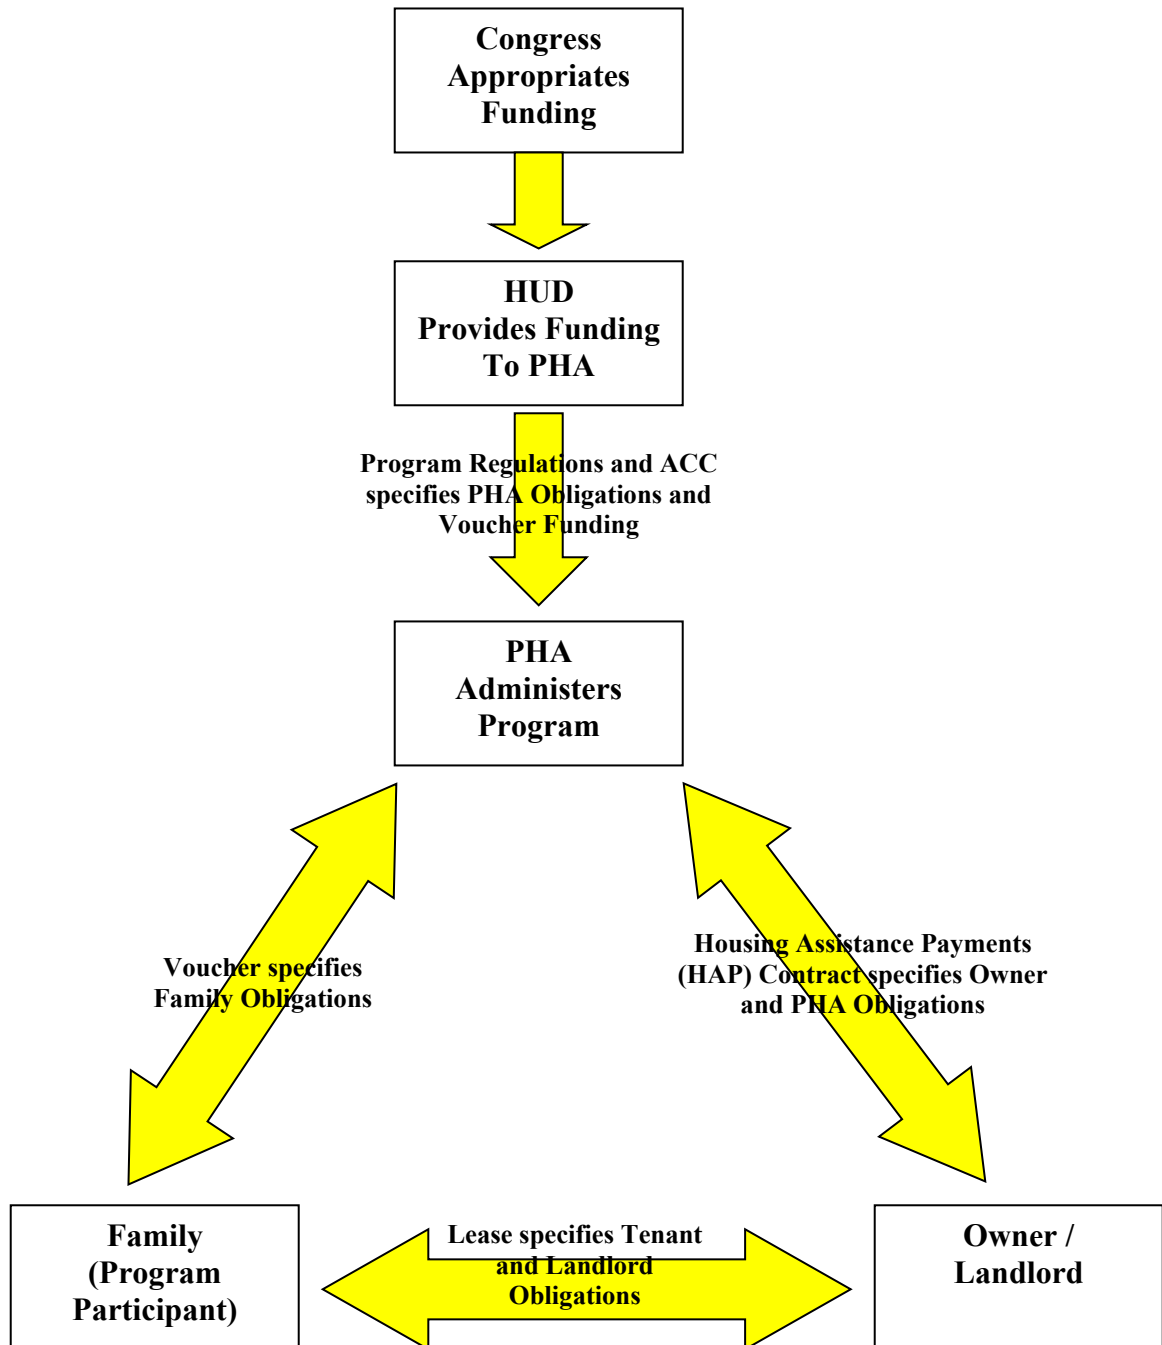 Congress
Appropriates
Funding
HUD
Provides Funding
To PHA
Program Regulations and ACC
specifies PHA Obligations and
Voucher Funding
PHA
Administers
Program
Voucher specifies
Family Obligations
Housing Assistance Payments
(HAP) Contract specifies Owner
and PHA Obligations
Family
(Program
Participant)
Lease specifies Tenant
and Landlord
Obligations
Owner /
Landlord